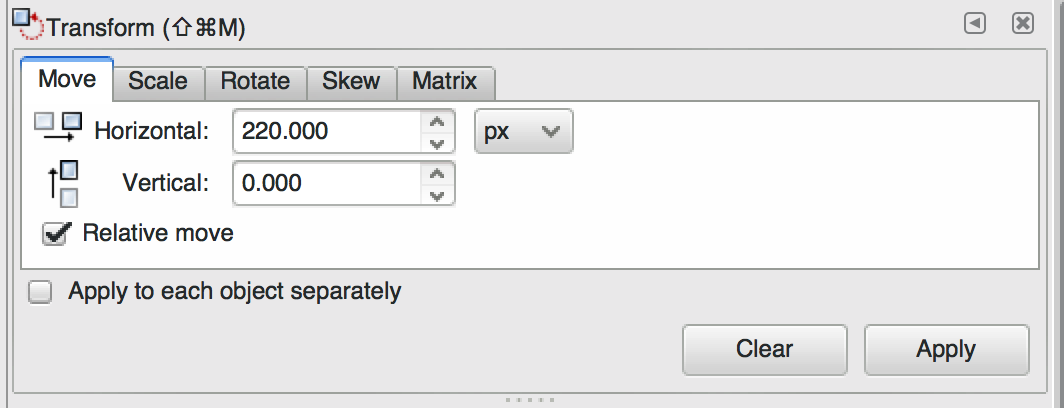 Transform (⇧⌘M)
Move Scale Rotate Skew Matrix
Horizontal: 220.000 px
Vertical: 0.000
Relative move
Apply to each object separately
Clear Apply